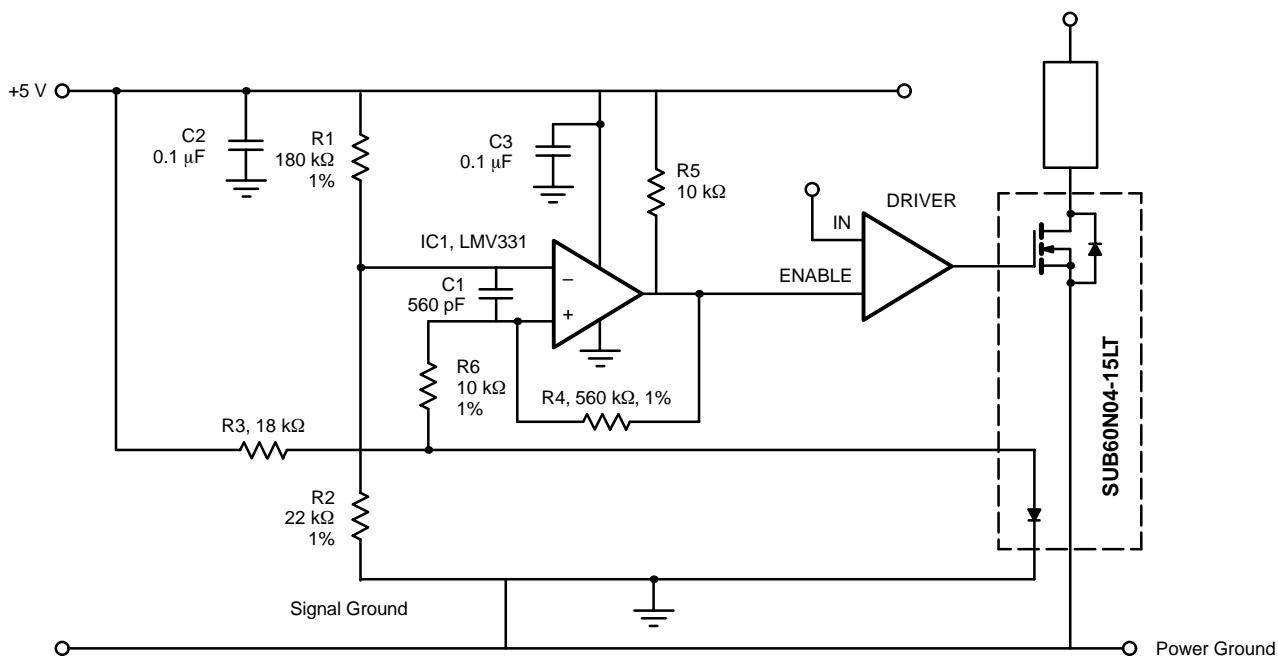 +5 V
C2
0.1 μF
R1
180 kΩ
1%
C3
0.1 μF
R5
10 kΩ
DRIVER
IN
IC1, LMV331
ENABLE
C1
560 pF
–
+
R6
10 kΩ
1%
R4, 560 kΩ, 1%
R3, 18 kΩ
SUB60N04-15LT
R2
22 kΩ
1%
Signal Ground
Power Ground